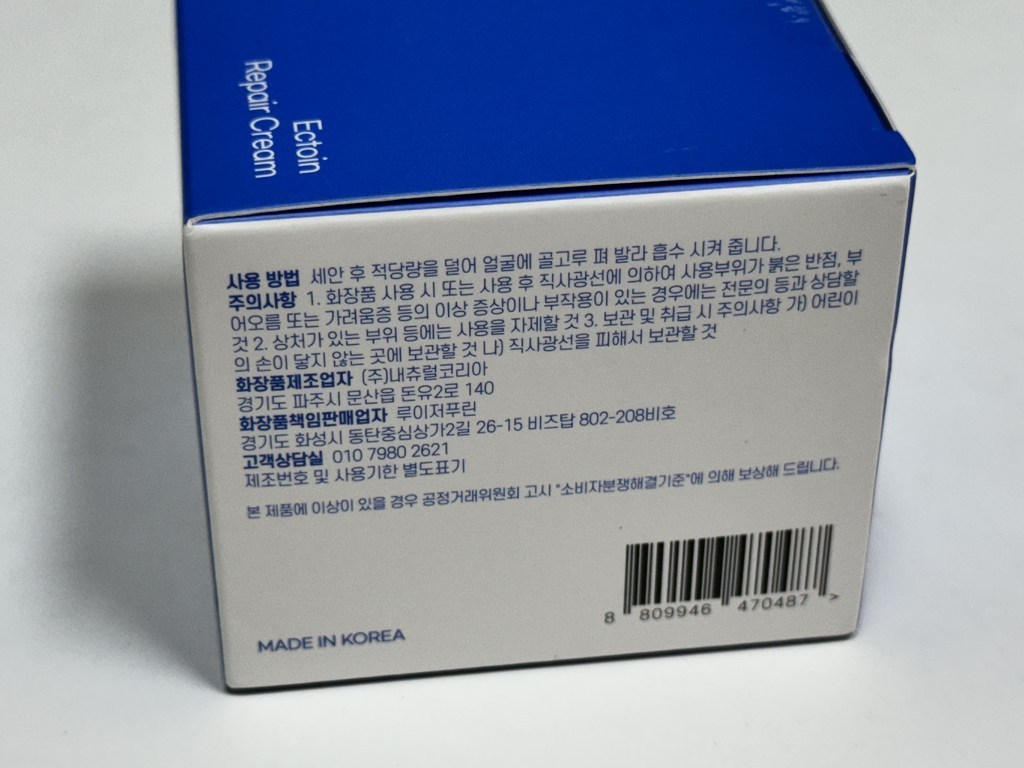 Ectoin
Repair Cream
사용 방법 세안 후 적당량을 덜어 얼굴에 골고루 펴 발라 흡수 시켜 줍니다.
주의사항 1. 화장품 사용 시 또는 사용 후 직사광선에 의하여 사용부위가 붉은 반점, 부
어오름 또는 가려움증 등의 이상 증상이나 부작용이 있는 경우에는 전문의 등과 상담할
것 2. 상처가 있는 부위 등에는 사용을 자제할 것 3. 보관 및 취급 시 주의사항 가) 어린이
의 손이 닿지 않는 곳에 보관할 것 나) 직사광선을 피해서 보관할 것
화장품제조업자 (주)내츄럴코리아
경기도 파주시 문산읍 돈유2로 140
화장품책임판매업자 루이저푸린
경기도 화성시 동탄중심상가2길 26-15 비즈탑 802-208비호
고객상담실 010 7980 2621
제조번호 및 사용기한 별도표기
본 제품에 이상이 있을 경우 공정거래위원회 고시 "소비자분쟁해결기준"에 의해 보상해 드립니다.
8 809946 470487 >
MADE IN KOREA